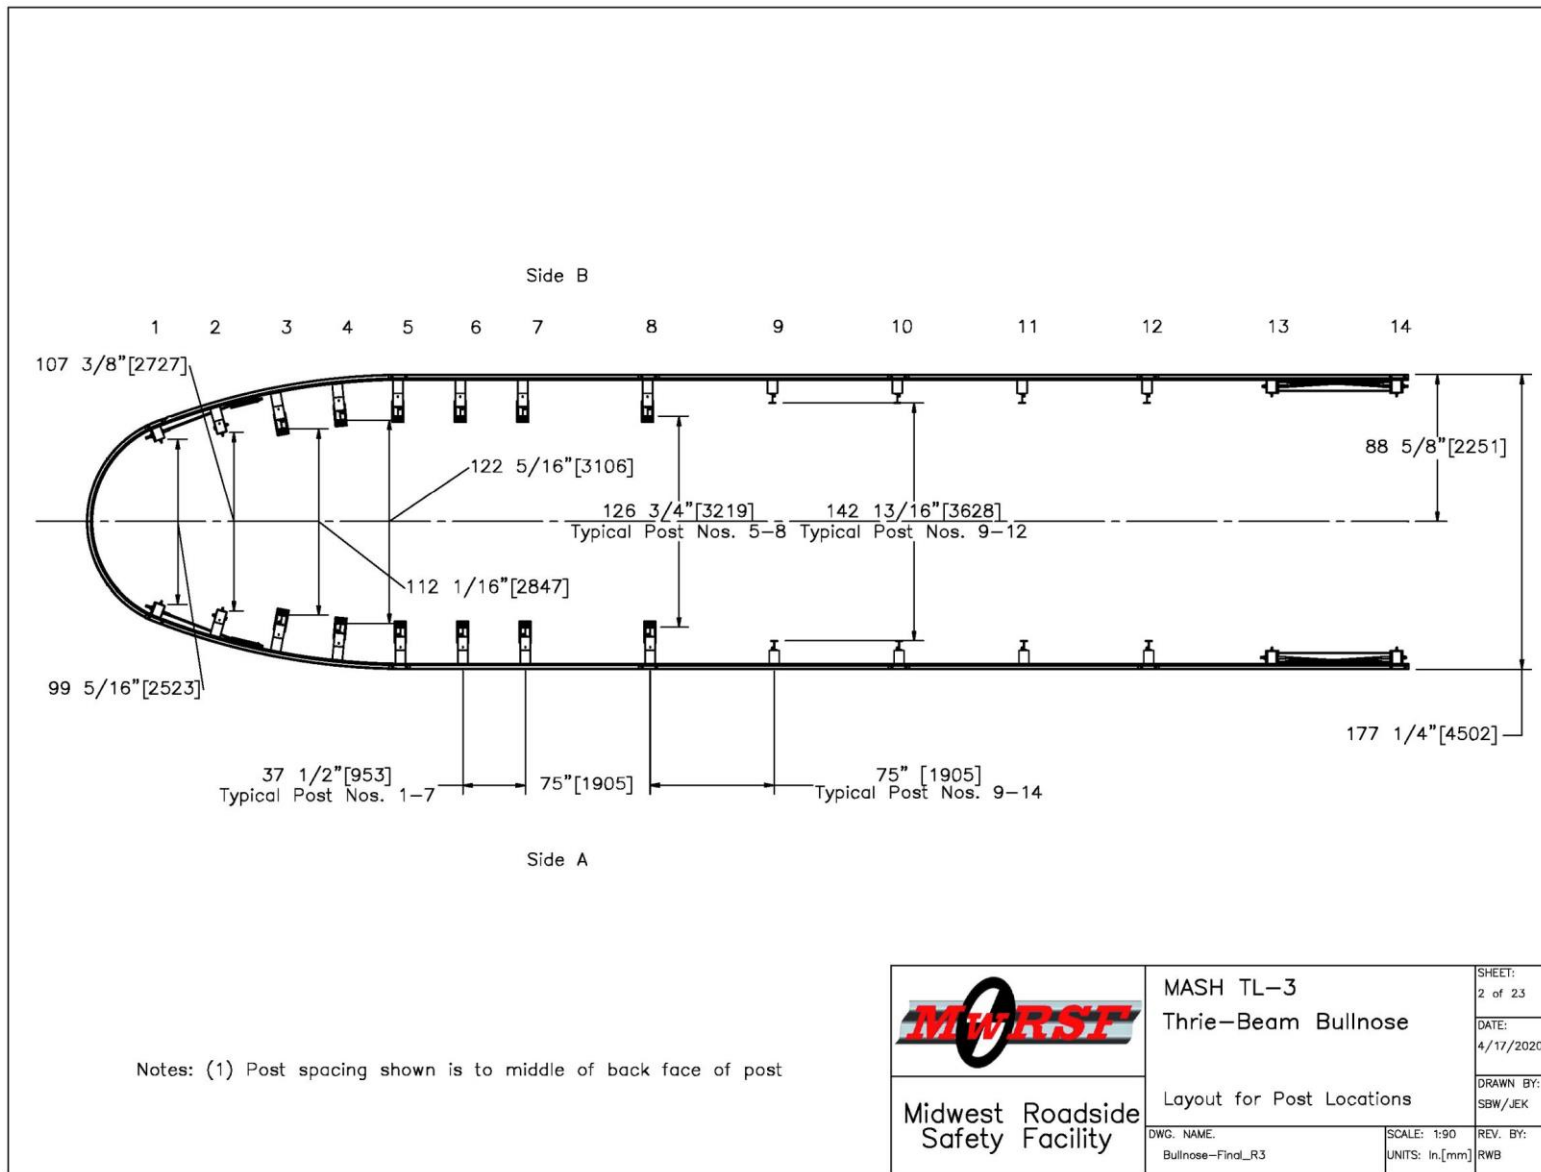 Side B
1 2 3 4 5 6 7 8 9 10 11 12 13 14
107 3/8"[2727]
88 5/8"[2251]
122 5/16"[3106]
126 3/4"[3219]
Typical Post Nos. 5-8
142 13/16"[3628]
Typical Post Nos. 9-12
112 1/16"[2847]
99 5/16"[2523]
177 1/4"[4502]
37 1/2"[953]
Typical Post Nos. 1-7
75"[1905]
75" [1905]
Typical Post Nos. 9-14
Side A
Notes: (1) Post spacing shown is to middle of back face of post
MwRSF
Midwest Roadside
Safety Facility
MASH TL-3
Thrie-Beam Bullnose
Layout for Post Locations
SHEET:
2 of 23
DATE:
4/17/2020
DRAWN BY:
SBW/JEK
DWG. NAME.
Bullnose-Final_R3
SCALE: 1:90
UNITS: In.[mm]
REV. BY:
RWB